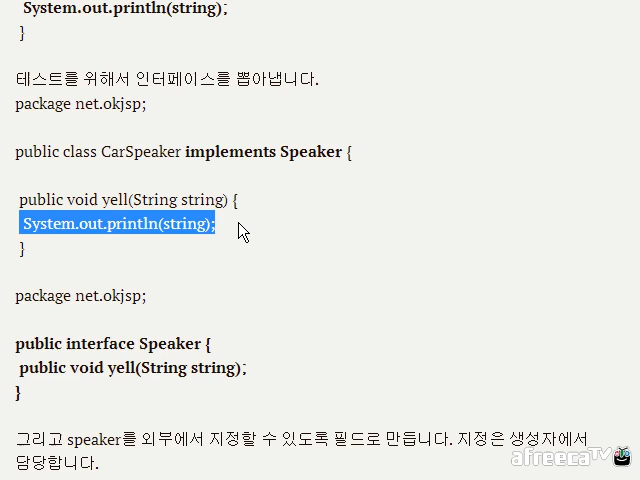 System.out.println(string);
}
테스트를 위해서 인터페이스를 뽑아냅니다.
package net.okjsp;
public class CarSpeaker implements Speaker {
public void yell(String string) {
System.out.println(string);
}
package net.okjsp;
public interface Speaker {
public void yell(String string);
}
그리고 speaker를 외부에서 지정할 수 있도록 필드로 만듭니다. 지정은 생성자에서
담당합니다.
afreecaTV